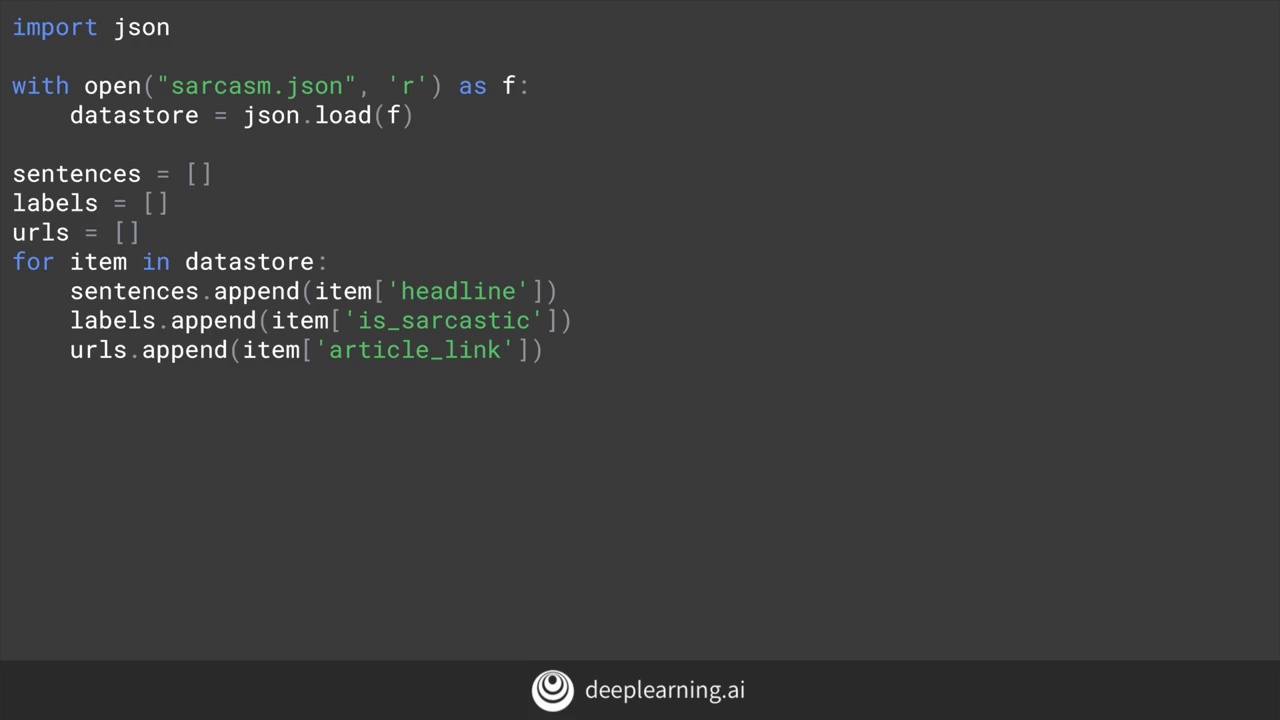 import json
with open("sarcasm.json", 'r') as f:
    datastore = json.load(f)
sentences = []
labels = []
urls = []
for item in datastore:
    sentences.append(item['headline'])
    labels.append(item['is_sarcastic'])
    urls.append(item['article_link'])
deeplearning.ai